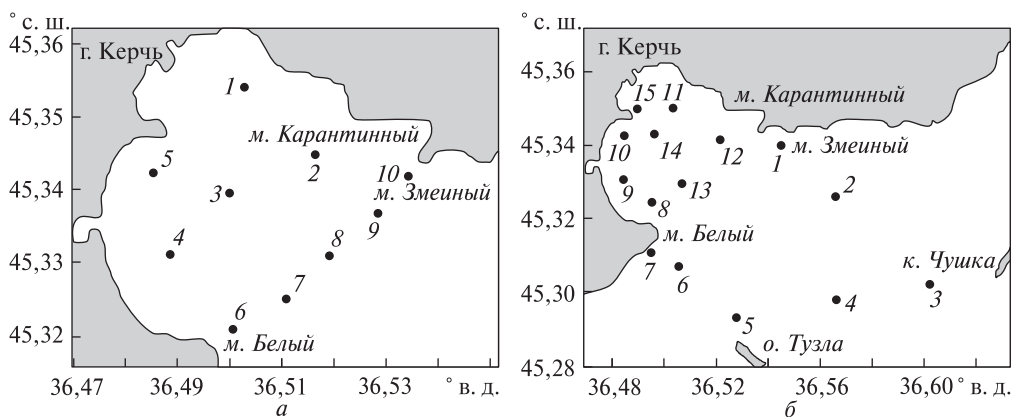 ° с. ш.
45,36
г. Керчь
1
45,35
м. Карантинный
5
2
10
45,34
3
м. Змеиный
9
4
8
45,33
7
6
45,32
м. Белый
36,47
36,49
36,51
36,53
° в. д.
а
° с. ш.
г. Керчь
45,36
15
11
м. Карантинный
45,34
10
14
12
1
м. Змеиный
9
13
2
8
45,32
м. Белый
7
6
к. Чушка
45,30
4
3
5
о. Тузла
45,28
36,48
36,52
36,56
36,60
° в. д.
б